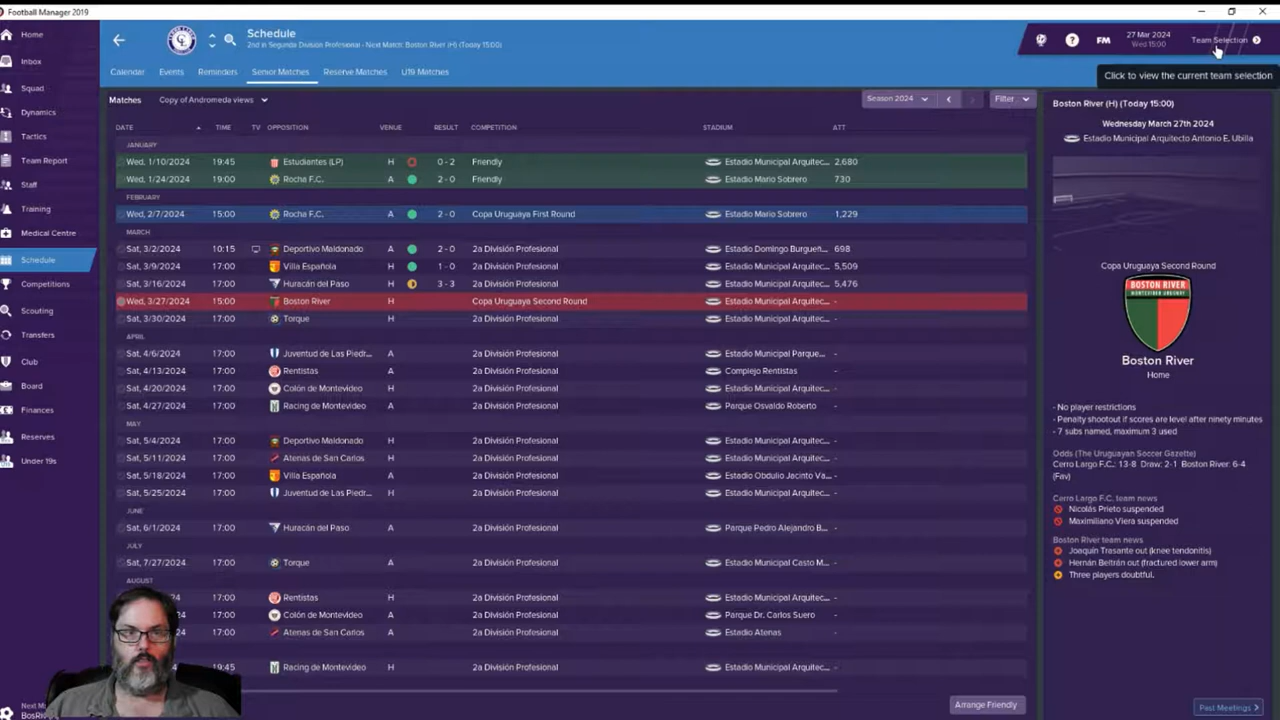 Football Manager 2024
Home
Schedule
2nd in Segunda División Profesional - Next Match: Boston River (H) (Today 15:00)
27 Mar 2024
Wed 15:00
Team Selection
FM
Inbox
Calendar Events Reminders Senior Matches Reserve Matches U19 Matches
Click to view the current team selection
Squad
Dynamics
Tactics
Team Report
Staff
Training
Medical Centre
Schedule
Competitions
Scouting
Transfers
Club
Board
Finances
Reserves
Under 19s
Matches Copy of Andromeda views Season 2024 Filter
DATE TIME TV OPPOSITION VENUE RESULT COMPETITION STADIUM ATT
JANUARY
Wed, 1/10/2024 19:45 Estudiantes (LP) H 0 - 2 Friendly Estadio Municipal Arquitec... 2,680
Wed, 1/24/2024 19:00 Rocha F.C. A 2 - 0 Friendly Estadio Mario Sobrero 730
FEBRUARY
Wed, 2/7/2024 15:00 Rocha F.C. A 2 - 0 Copa Uruguaya First Round Estadio Mario Sobrero 1,229
MARCH
Sat, 3/2/2024 10:15 Deportivo Maldonado A 2 - 0 2a División Profesional Estadio Domingo Burgueñ... 698
Sat, 3/9/2024 17:00 Villa Española H 1 - 0 2a División Profesional Estadio Municipal Arquitec... 5,509
Sat, 3/16/2024 17:00 Huracán del Paso H 3 - 3 2a División Profesional Estadio Municipal Arquitec... 5,476
Wed, 3/27/2024 15:00 Boston River H Copa Uruguaya Second Round Estadio Municipal Arquitec... -
Sat, 3/30/2024 17:00 Torque H 2a División Profesional Estadio Municipal Arquitec... -
APRIL
Sat, 4/6/2024 17:00 Juventud de Las Piedr... A 2a División Profesional Estadio Municipal Parque... -
Sat, 4/13/2024 17:00 Rentistas A 2a División Profesional Complejo Rentistas -
Sat, 4/20/2024 17:00 Colón de Montevideo H 2a División Profesional Estadio Municipal Arquitec... -
Sat, 4/27/2024 17:00 Racing de Montevideo A 2a División Profesional Parque Osvaldo Roberto -
MAY
Sat, 5/4/2024 17:00 Deportivo Maldonado H 2a División Profesional Estadio Municipal Arquitec... -
Sat, 5/11/2024 17:00 Atenas de San Carlos H 2a División Profesional Estadio Municipal Arquitec... -
Sat, 5/18/2024 17:00 Villa Española A 2a División Profesional Estadio Obdulio Jacinto Va... -
Sat, 5/25/2024 17:00 Juventud de Las Piedr... H 2a División Profesional Estadio Municipal Arquitec... -
JUNE
Sat, 6/1/2024 17:00 Huracán del Paso A 2a División Profesional Parque Pedro Alejandro B... -
JULY
Sat, 7/27/2024 17:00 Torque A 2a División Profesional Estadio Municipal Casto M... -
AUGUST
17:00 Rentistas H 2a División Profesional Estadio Municipal Arquitec... -
17:00 Colón de Montevideo A 2a División Profesional Parque Dr. Carlos Suero -
17:00 Atenas de San Carlos A 2a División Profesional Estadio Atenas -
19:45 Racing de Montevideo H 2a División Profesional Estadio Municipal Arquitec... -
Arrange Friendly
Boston River (H) (Today 15:00)
Wednesday March 27th 2024
Estadio Municipal Arquitecto Antonio E. Ubilla
Copa Uruguaya Second Round
BOSTON RIVER
Boston River
Home
- No player restrictions
- Penalty shootout if scores are level after ninety minutes
- 7 subs named, maximum 3 used
Odds (The Uruguayan Soccer Gazette)
Cerro Largo F.C.: 13-8 Draw: 2-1 Boston River: 6-4
(Fav)
Cerro Largo F.C. team news
Nicolás Prieto suspended
Maximiliano Viera suspended
Boston River team news
Joaquín Trasante out (knee tendonitis)
Hernán Beltrán out (fractured lower arm)
Three players doubtful.
Past Meetings